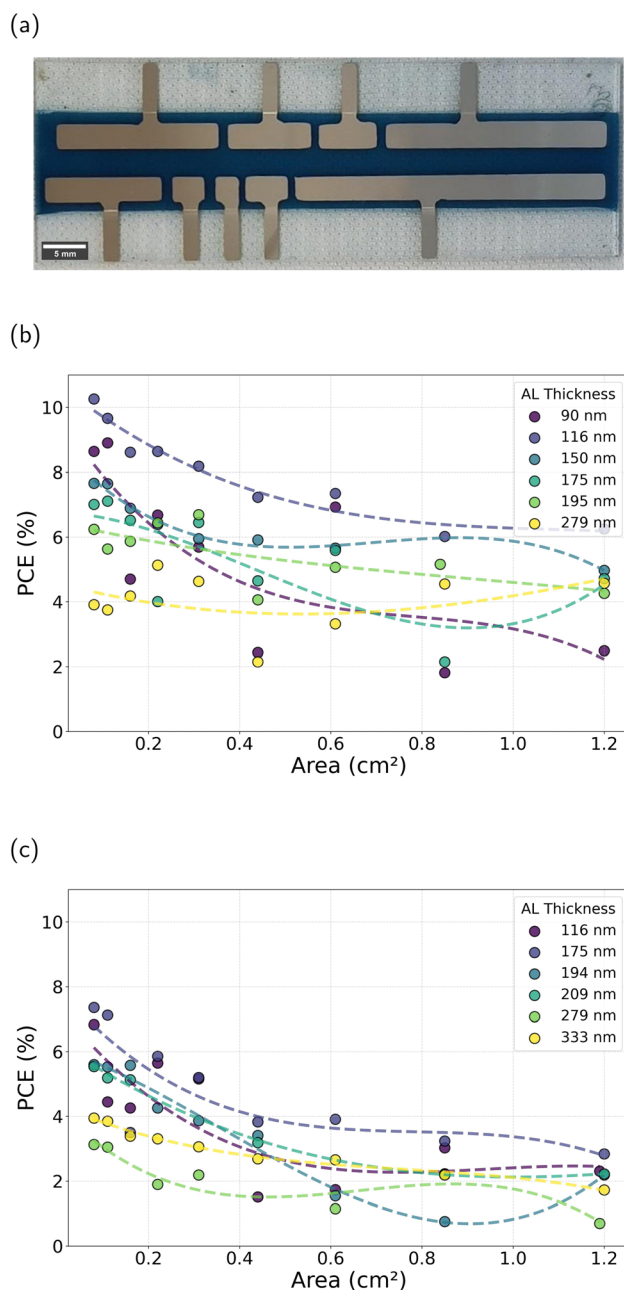 (a)
5 mm
(b)
PCE (%)
10
8
6
4
2
0
0.2
0.4
0.6
0.8
1.0
1.2
Area (cm²)
AL Thickness
90 nm
116 nm
150 nm
175 nm
195 nm
279 nm
(c)
PCE (%)
10
8
6
4
2
0
0.2
0.4
0.6
0.8
1.0
1.2
Area (cm²)
AL Thickness
116 nm
175 nm
194 nm
209 nm
279 nm
333 nm